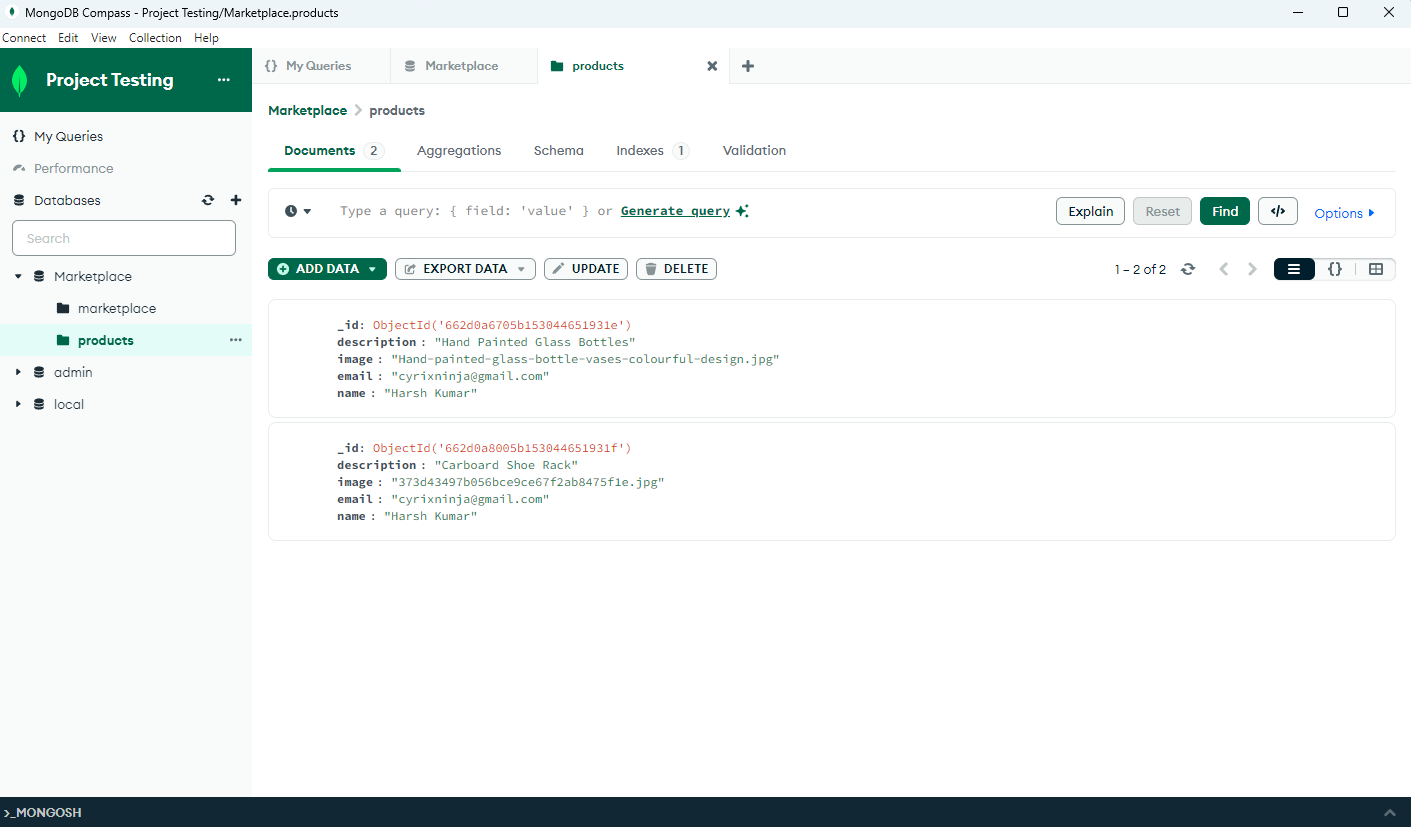 MongoDB Compass - Project Testing/Marketplace.products
Connect Edit View Collection Help
Project Testing
My Queries
Performance
Databases
Search
Marketplace
marketplace
products
admin
local
{} My Queries
Marketplace
products
Marketplace > products
Documents 2 Aggregations Schema Indexes 1 Validation
Type a query: { field: 'value' } or Generate query
Explain Reset Find </> Options
ADD DATA EXPORT DATA UPDATE DELETE
1 – 2 of 2 {}
_id: ObjectId('662d0a6705b153044651931e')
description : "Hand Painted Glass Bottles"
image : "Hand-painted-glass-bottle-vases-colourful-design.jpg"
email : "cyrixninja@gmail.com"
name : "Harsh Kumar"
_id: ObjectId('662d0a8005b153044651931f')
description : "Carboard Shoe Rack"
image : "373d43497b056bce9ce67f2ab8475f1e.jpg"
email : "cyrixninja@gmail.com"
name : "Harsh Kumar"
>_MONGOSH